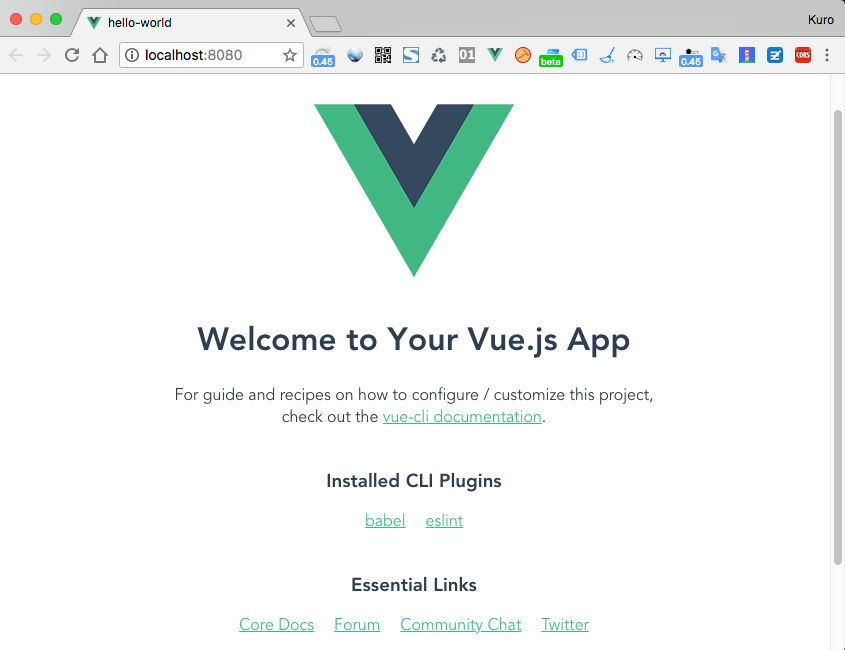 hello-world
Kuro
localhost:8080
0.45
01
beta
0.45
CORS
Welcome to Your Vue.js App
For guide and recipes on how to configure / customize this project,
check out the vue-cli documentation.
Installed CLI Plugins
babel eslint
Essential Links
Core Docs Forum Community Chat Twitter